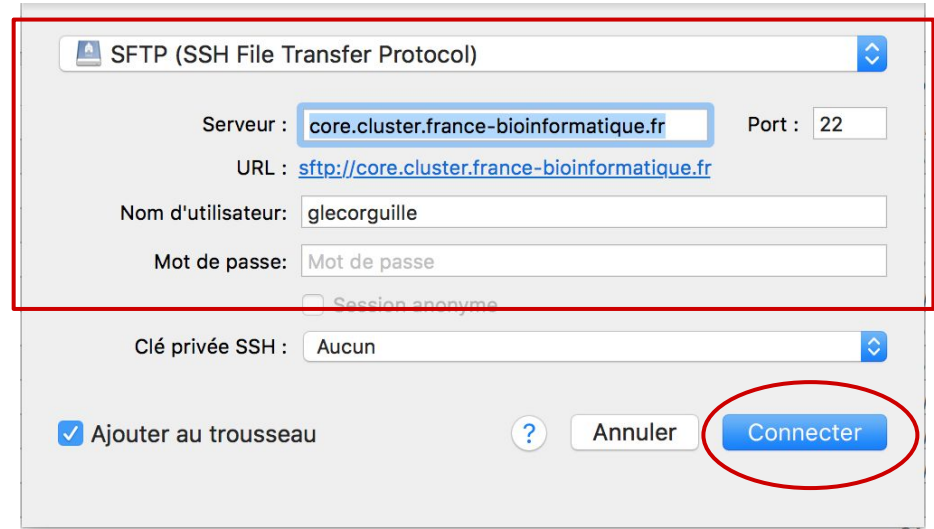 SFTP (SSH File Transfer Protocol)
Serveur : core.cluster.france-bioinformatique.fr Port : 22
URL : sftp://core.cluster.france-bioinformatique.fr
Nom d'utilisateur: glecorguille
Mot de passe: Mot de passe
Session anonyme
Clé privée SSH : Aucun
Ajouter au trousseau ? Annuler Connecter